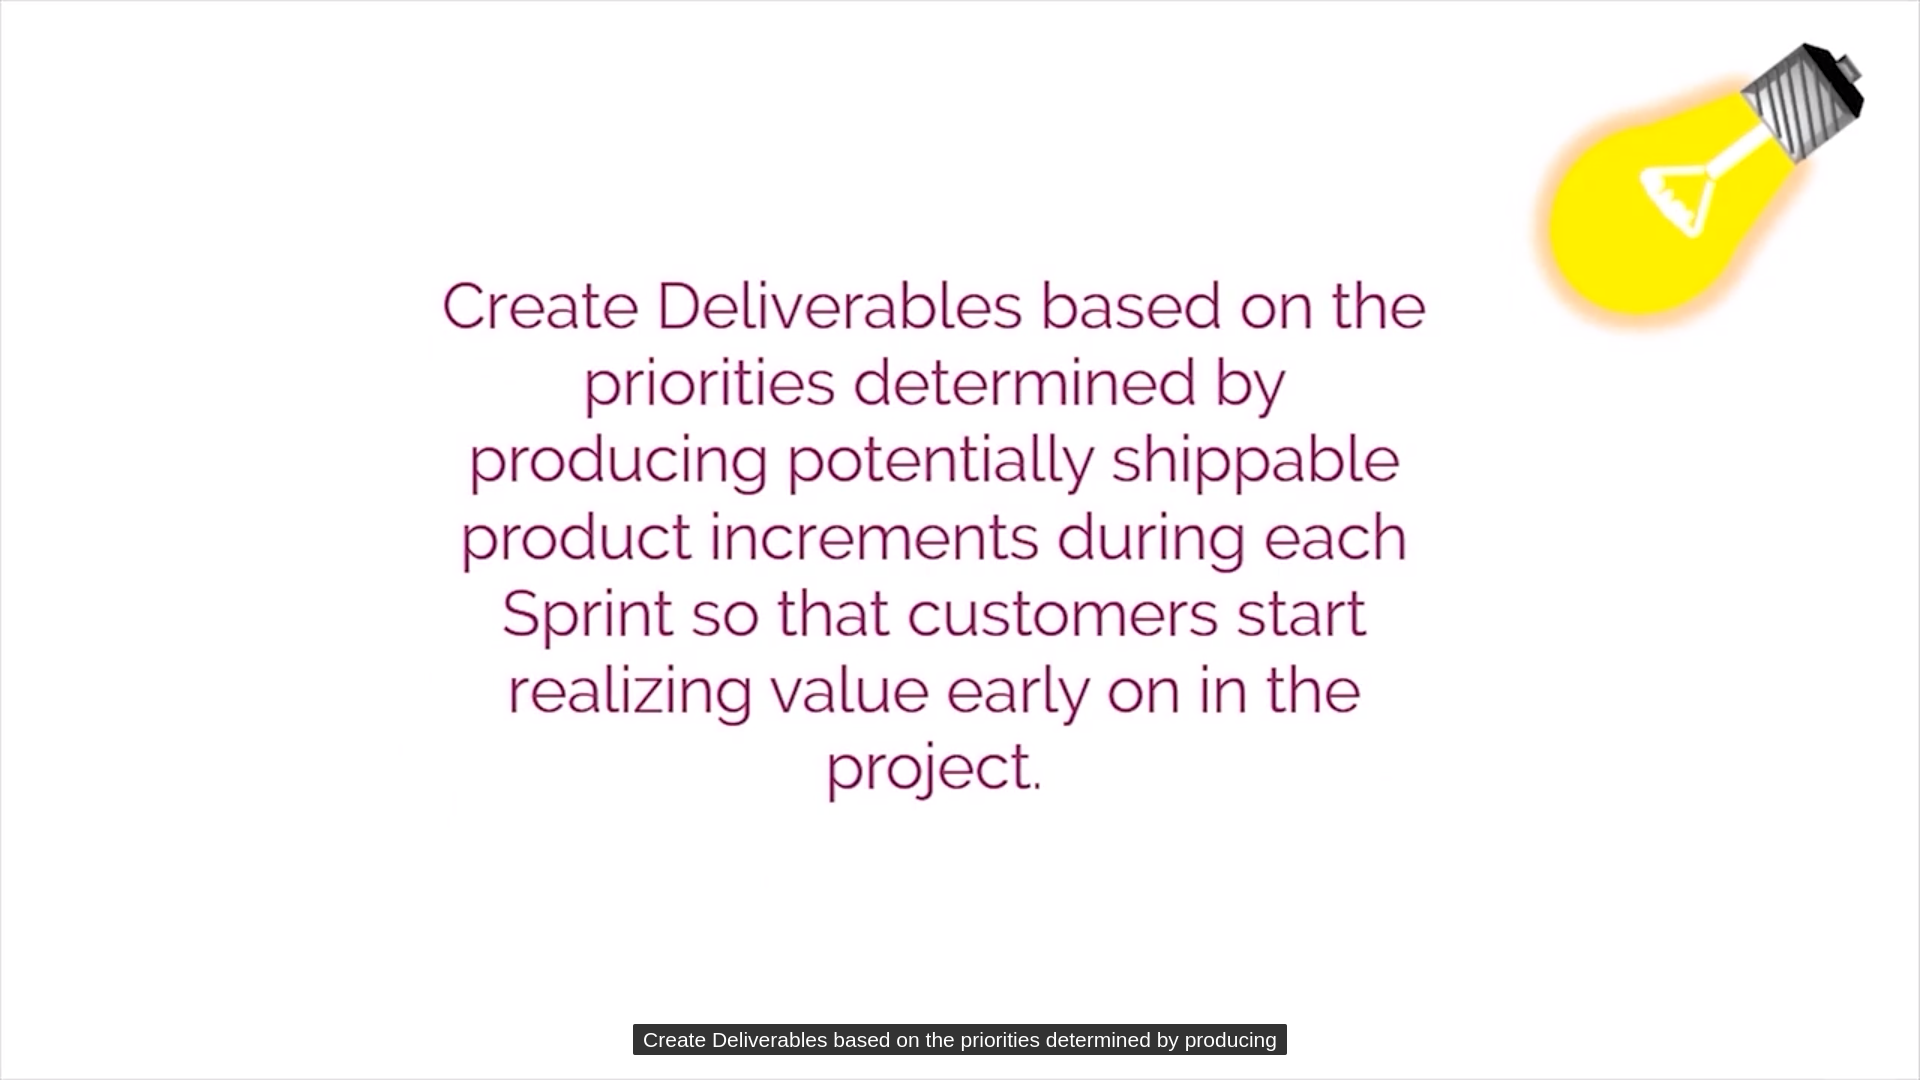 Create Deliverables based on the
priorities determined by
producing potentially shippable
product increments during each
Sprint so that customers start
realizing value early on in the
project.
Create Deliverables based on the priorities determined by producing